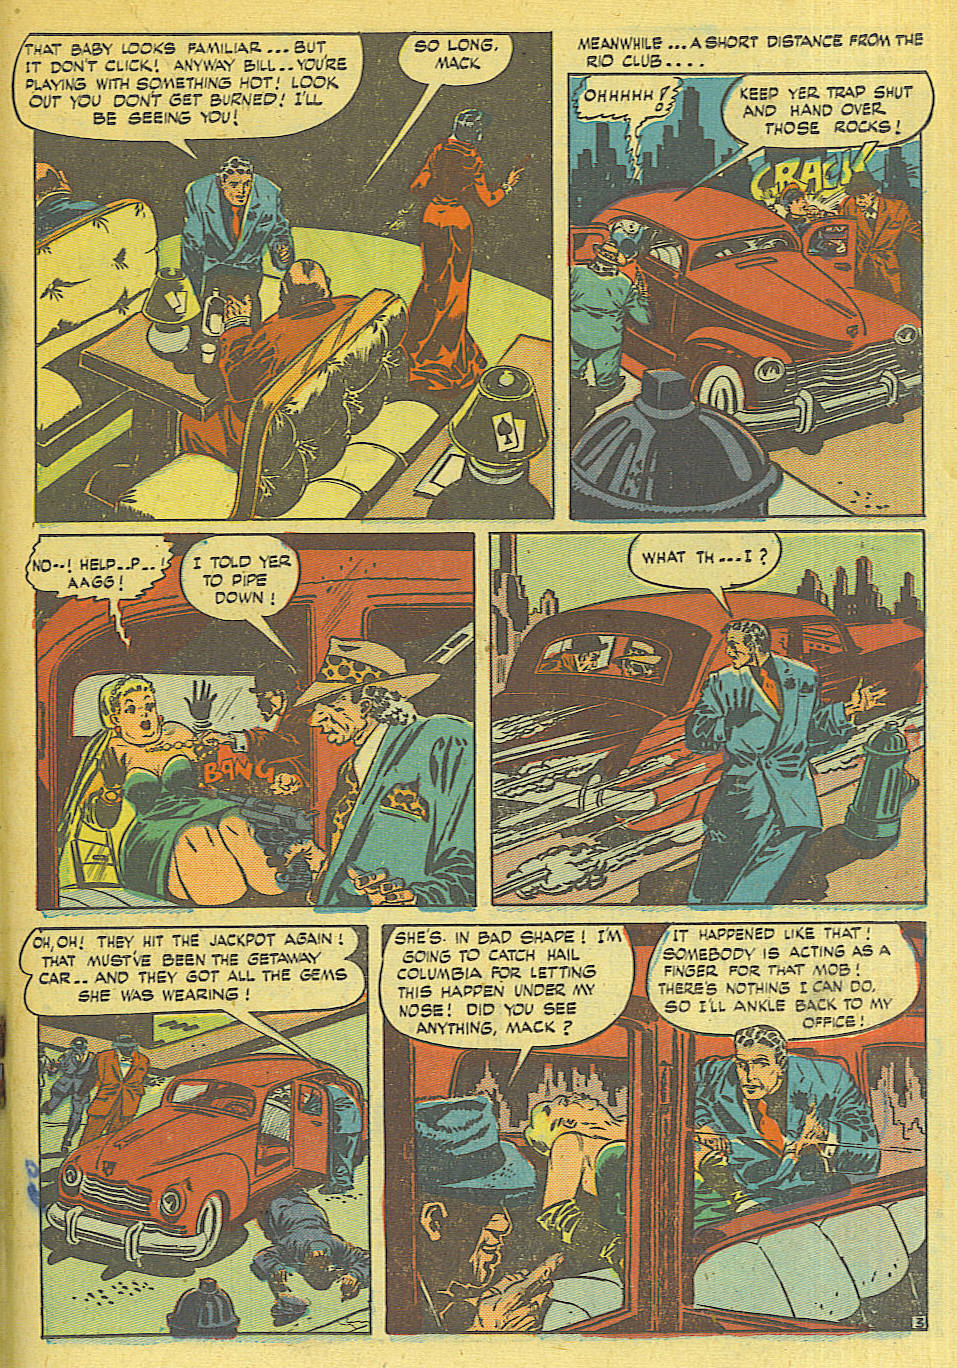 THAT BABY LOOKS FAMILIAR... BUT
IT DON'T CLICK! ANYWAY BILL.. YOU'RE
PLAYING WITH SOMETHING HOT! LOOK
OUT YOU DON'T GET BURNED! I'LL
BE SEEING YOU!
SO LONG,
MACK
MEANWHILE ... A SHORT DISTANCE FROM THE
RIO CLUB....
OHHHHH!
KEEP YER TRAP SHUT
AND HAND OVER
THOSE ROCKS!
CRACK
NO--! HELP..P..!
AAGG!
I TOLD YER
TO PIPE
DOWN!
BANG
WHAT TH...I?
OH, OH! THEY HIT THE JACKPOT AGAIN!
THAT MUST'VE BEEN THE GETAWAY
CAR.. AND THEY GOT ALL THE GEMS
SHE WAS WEARING!
SHE'S IN BAD SHAPE! I'M
GOING TO CATCH HAIL
COLUMBIA FOR LETTING
THIS HAPPEN UNDER MY
NOSE! DID YOU SEE
ANYTHING, MACK?
IT HAPPENED LIKE THAT!
SOMEBODY IS ACTING AS A
FINGER FOR THAT MOB!
THERE'S NOTHING I CAN DO,
SO I'LL ANKLE BACK TO MY
OFFICE!
3